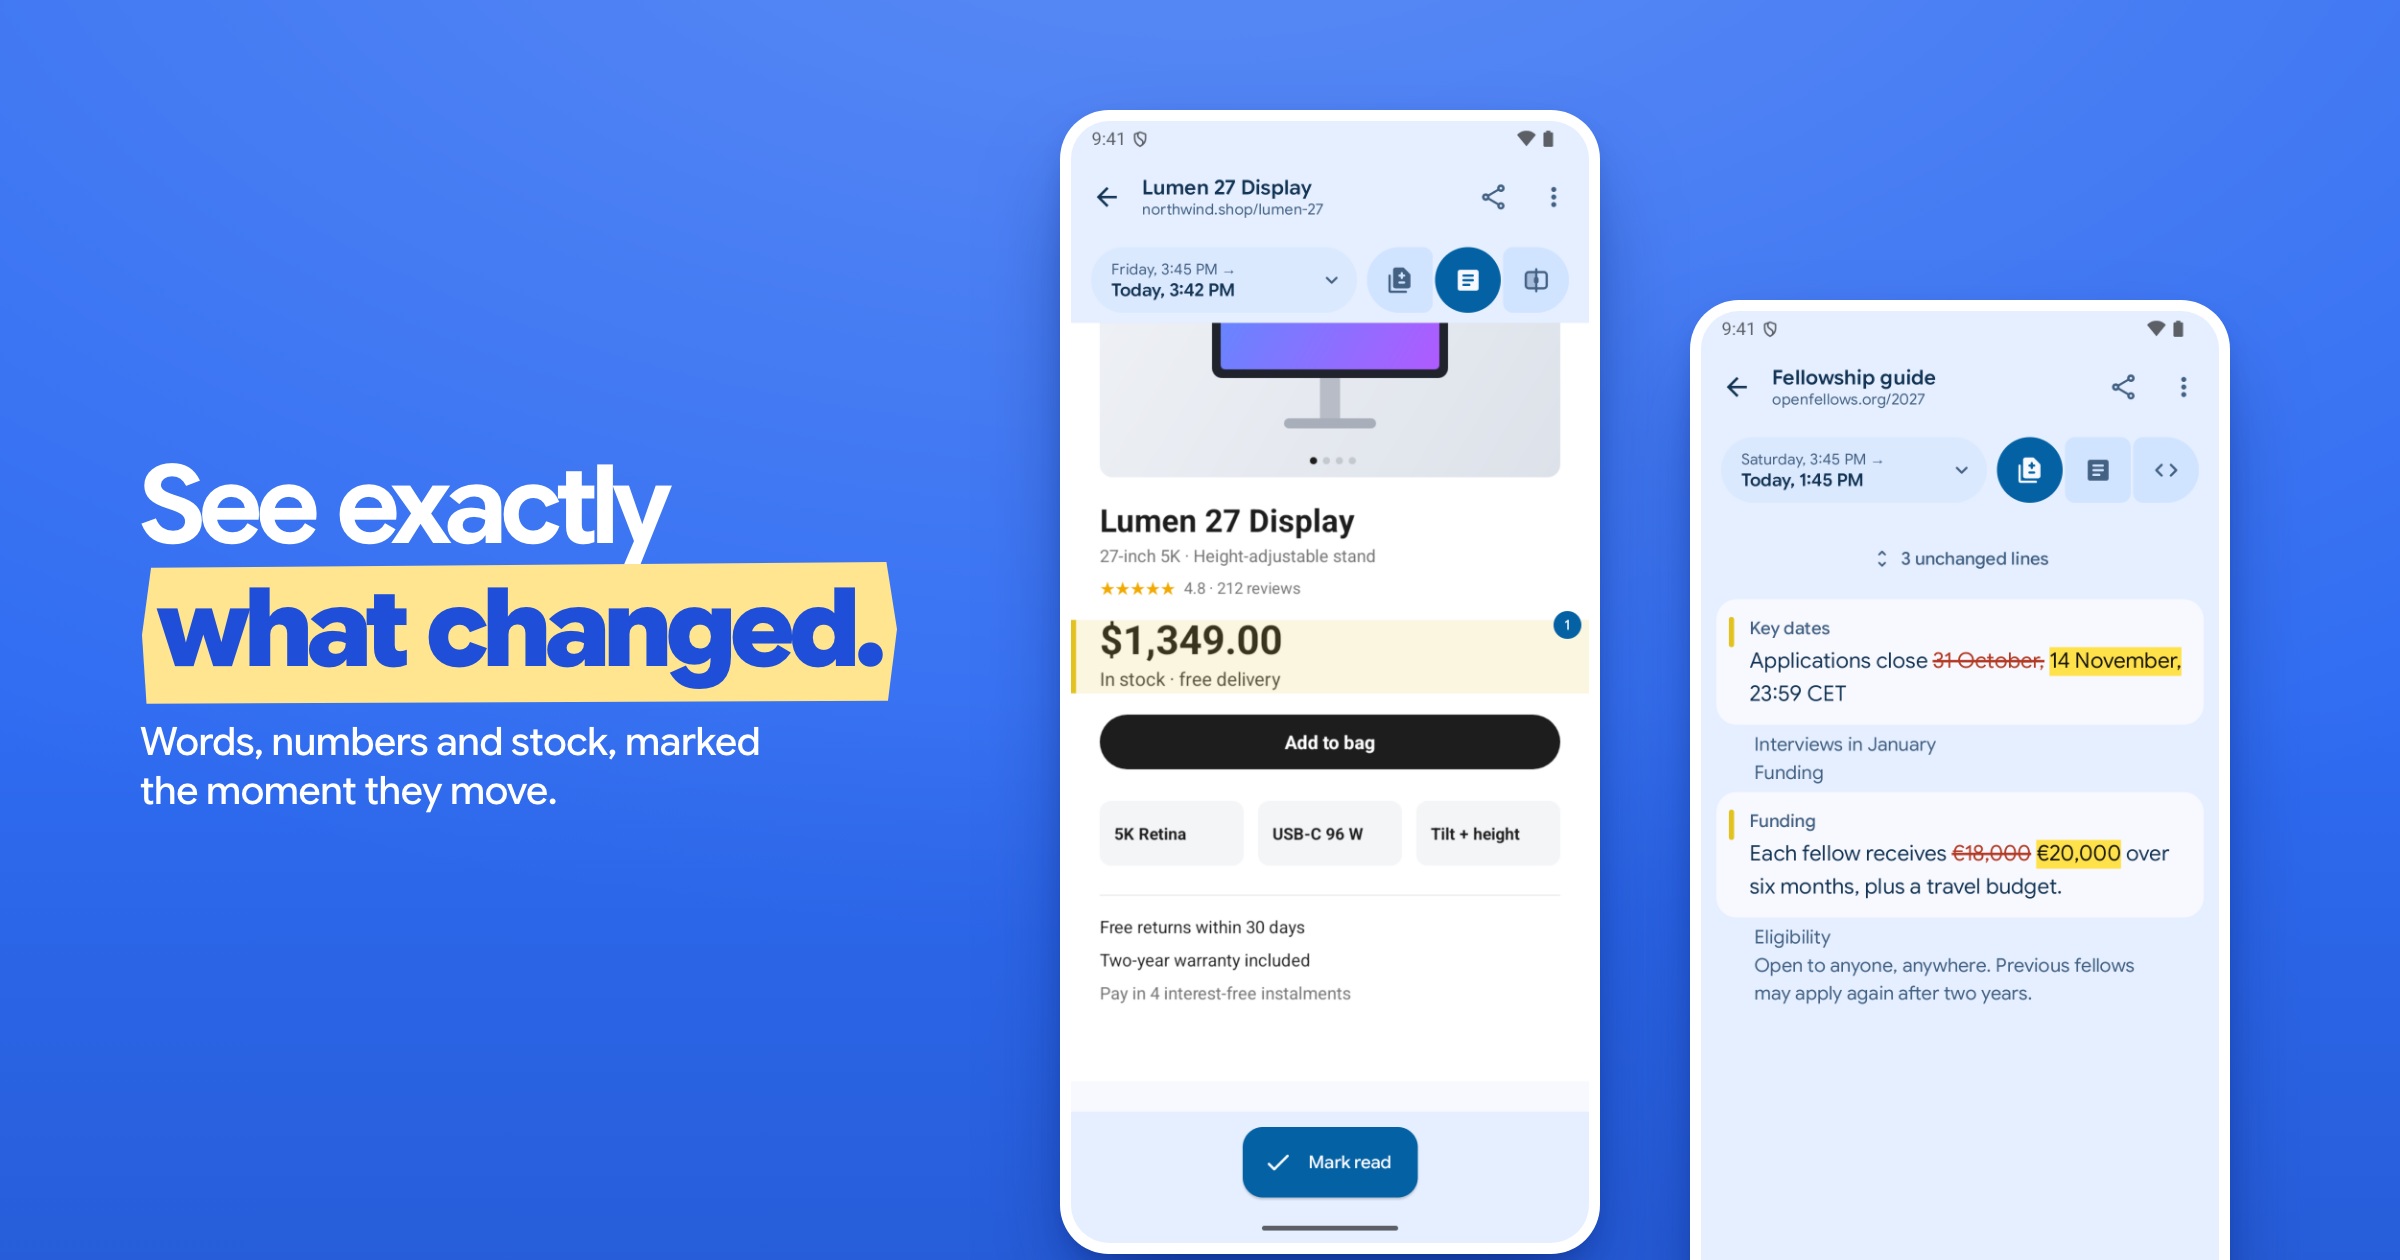 See exactly
what changed.
Words, numbers and stock, marked
the moment they move.
9:41
Lumen 27 Display
northwind.shop/lumen-27
Friday, 3:45 PM →
Today, 3:42 PM
Lumen 27 Display
27-inch 5K · Height-adjustable stand
★★★★★ 4.8 · 212 reviews
$1,349.00
1
In stock · free delivery
Add to bag
5K Retina
USB-C 96 W
Tilt + height
Free returns within 30 days
Two-year warranty included
Pay in 4 interest-free instalments
Mark read
9:41
Fellowship guide
openfellows.org/2027
Saturday, 3:45 PM →
Today, 1:45 PM
3 unchanged lines
Key dates
Applications close 31 October, 14 November,
23:59 CET
Interviews in January
Funding
Funding
Each fellow receives €18,000 €20,000 over
six months, plus a travel budget.
Eligibility
Open to anyone, anywhere. Previous fellows
may apply again after two years.